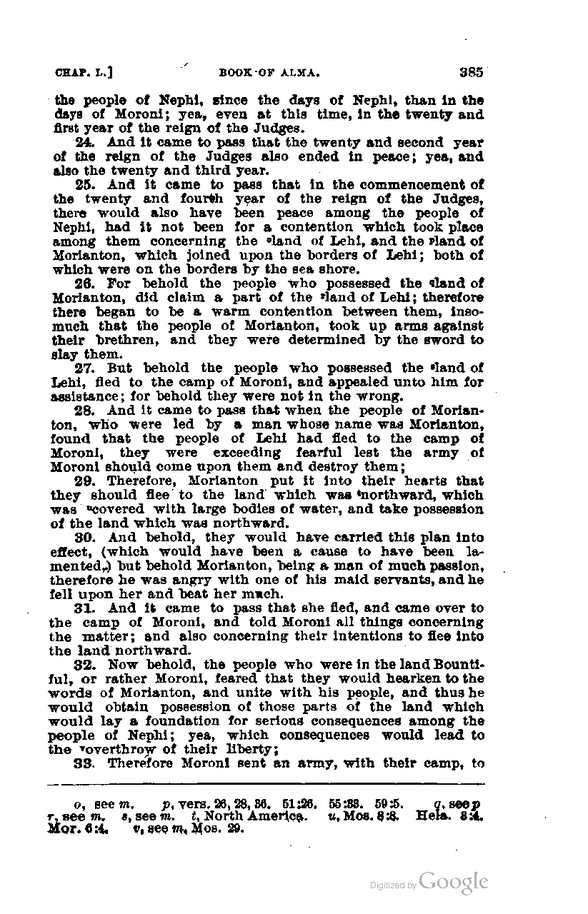 CHAP. L.] BOOK OF ALMA. 385
the people of Nephi, since the days of Nephi, than in the
days of Moroni; yea, even at this time, in the twenty and
first year of the reign of the Judges.
24. And it came to pass that the twenty and second year
of the reign of the Judges also ended in peace; yea, and
also the twenty and third year.
25. And it came to pass that in the commencement of
the twenty and fourth year of the reign of the Judges,
there would also have been peace among the people of
Nephi, had it not been for a contention which took place
among them concerning the ᵒland of Lehi, and the ᵖland of
Morianton, which joined upon the borders of Lehi; both of
which were on the borders by the sea shore.
26. For behold the people who possessed the qland of
Morianton, did claim a part of the ʳland of Lehi; therefore
there began to be a warm contention between them, inso-
much that the people of Morianton, took up arms against
their brethren, and they were determined by the sword to
slay them.
27. But behold the people who possessed the ˢland of
Lehi, fled to the camp of Moroni, and appealed unto him for
assistance; for behold they were not in the wrong.
28. And it came to pass that when the people of Morian-
ton, who were led by a man whose name was Morianton,
found that the people of Lehi had fled to the camp of
Moroni, they were exceeding fearful lest the army of
Moroni should come upon them and destroy them;
29. Therefore, Morianton put it into their hearts that
they should flee to the land which was ᵗnorthward, which
was ᵘcovered with large bodies of water, and take possession
of the land which was northward.
30. And behold, they would have carried this plan into
effect, (which would have been a cause to have been la-
mented,) but behold Morianton, being a man of much passion,
therefore he was angry with one of his maid servants, and he
fell upon her and beat her much.
31. And it came to pass that she fled, and came over to
the camp of Moroni, and told Moroni all things concerning
the matter; and also concerning their intentions to flee into
the land northward.
32. Now behold, the people who were in the land Bounti-
ful, or rather Moroni, feared that they would hearken to the
words of Morianton, and unite with his people, and thus he
would obtain possession of those parts of the land which
would lay a foundation for serious consequences among the
people of Nephi; yea, which consequences would lead to
the ᵛoverthrow of their liberty;
33. Therefore Moroni sent an army, with their camp, to
o, see m. p, vers. 26, 28, 36. 51:26. 55:33. 59:5. q, see p
r, see m. s, see m. t, North America. u, Mos. 8:8. Hela. 3:4.
Mor. 6:4. v, see m, Mos. 29.
Digitized by Google